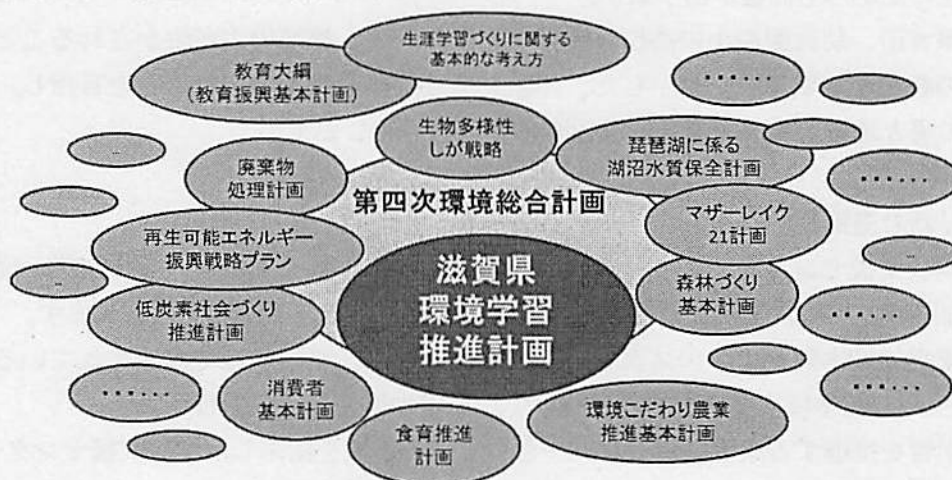 生涯学習づくりに関する
基本的な考え方
教育大綱
（教育振興基本計画）
・・・・・・
生物多様性
しが戦略
琵琶湖に係る
湖沼水質保全計画
・・・・・・
廃棄物
処理計画
第四次環境総合計画
マザーレイク
21計画
再生可能エネルギー
振興戦略プラン
滋賀県
環境学習
推進計画
森林づくり
基本計画
低炭素社会づくり
推進計画
・・・・・・
・・・・・・
消費者
基本計画
・・・・・・
環境こだわり農業
推進基本計画
食育推進
計画